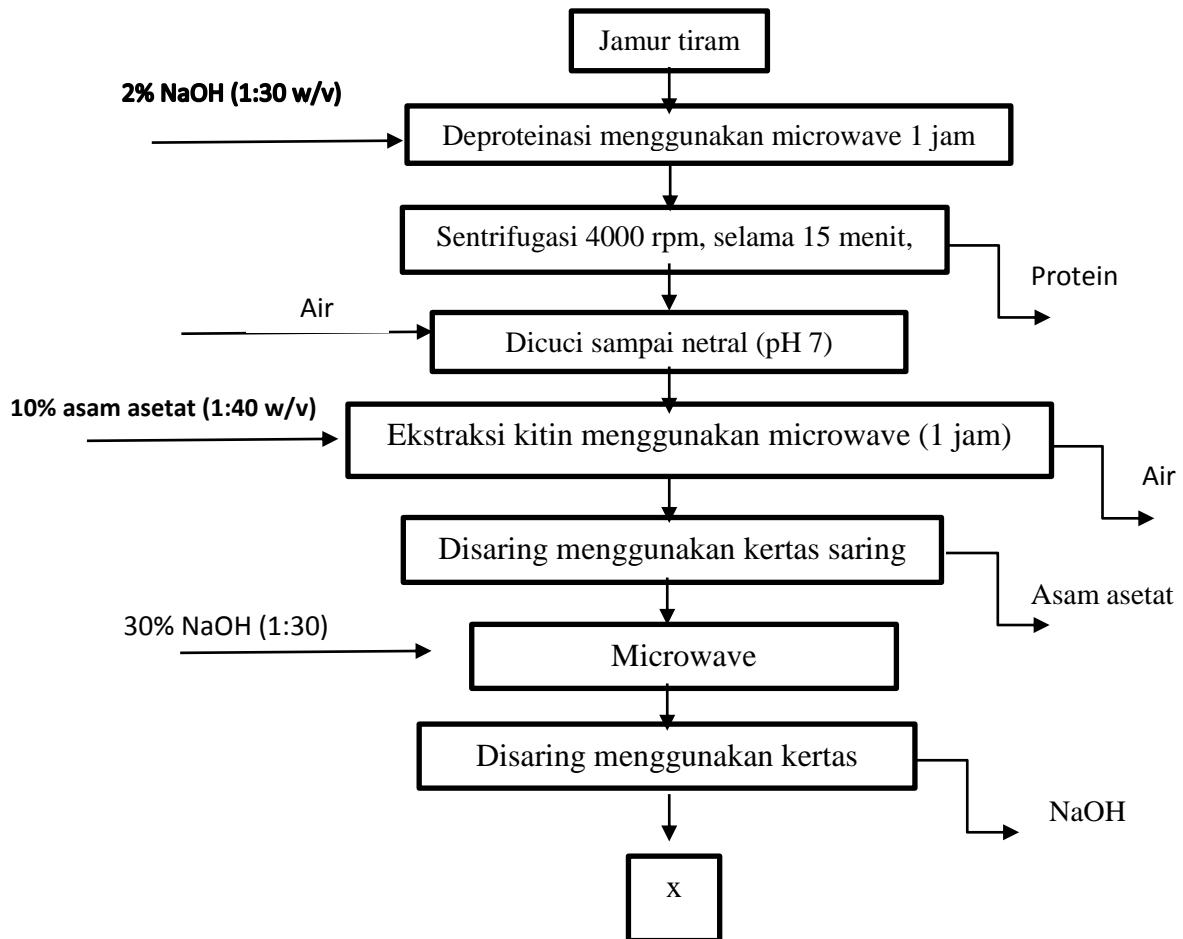 Jamur tiram
2% NaOH (1:30 w/v)
Deproteinasi menggunakan microwave 1 jam
Sentrifugasi 4000 rpm, selama 15 menit,
Protein
Air
Dicuci sampai netral (pH 7)
10% asam asetat (1:40 w/v)
Ekstraksi kitin menggunakan microwave (1 jam)
Air
Disaring menggunakan kertas saring
Asam asetat
30% NaOH (1:30)
Microwave
Disaring menggunakan kertas
NaOH
x